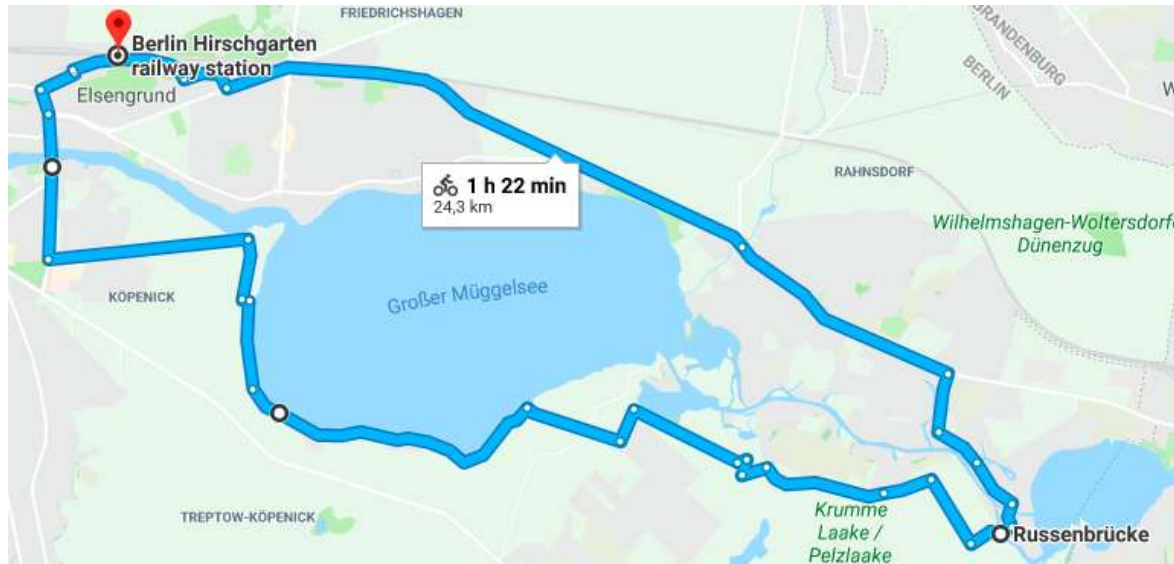 FRIEDRICHSHAGEN
BRANDENBURG
BERLIN
Berlin Hirschgarten
railway station
Elsengrund
W
1 h 22 min
24,3 km
RAHNSDORF
Wilhelmshagen-Woltersdorfe
Dünenzug
KÖPENICK
Großer Müggelsee
TREPTOW-KÖPENICK
Krumme
Laake /
Pelzlaake
Russenbrücke